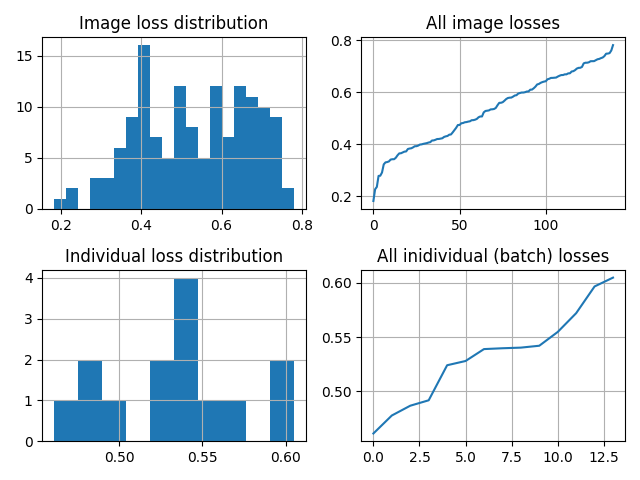 Image loss distribution
15
10
5
0
0.2 0.4 0.6 0.8
All image losses
0.8
0.6
0.4
0.2
0 50 100
Individual loss distribution
4
3
2
1
0
0.50 0.55 0.60
All inidividual (batch) losses
0.60
0.55
0.50
0.0 2.5 5.0 7.5 10.0 12.5